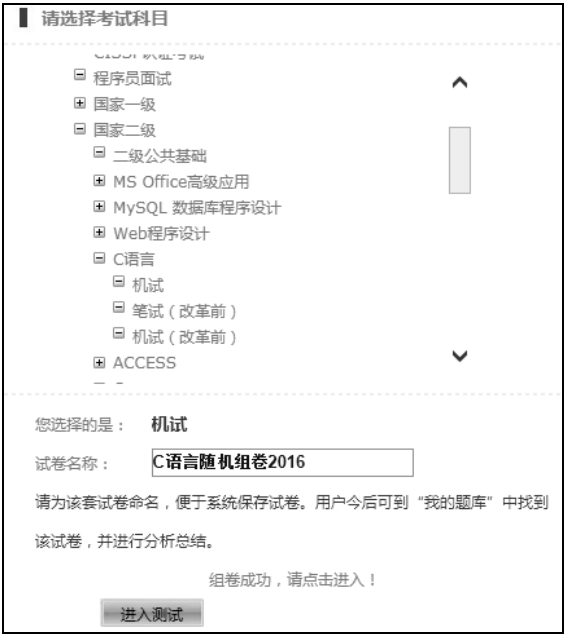 请选择考试科目
程序员面试
国家一级
国家二级
二级公共基础
MS Office高级应用
MySQL 数据库程序设计
Web程序设计
C语言
机试
笔试（改革前）
机试（改革前）
ACCESS
您选择的是： 机试
试卷名称： C语言随机组卷2016
请为该套试卷命名，便于系统保存试卷。用户今后可到“我的题库”中找到
该试卷，并进行分析总结。
组卷成功，请点击进入！
进入测试